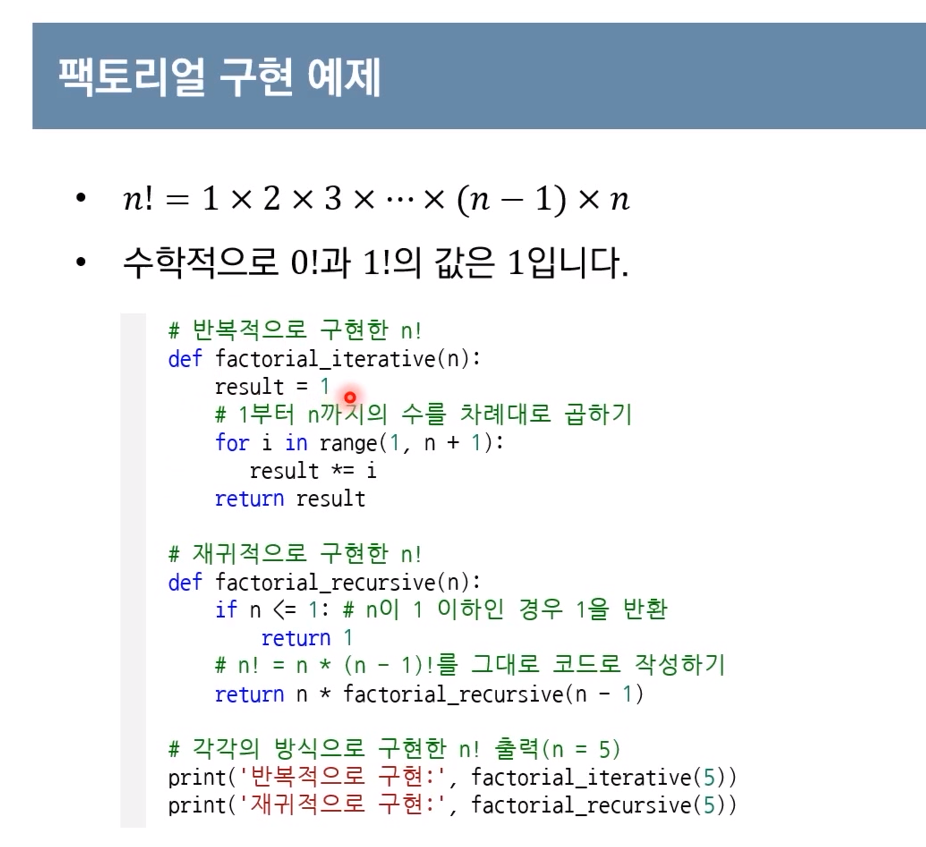 팩토리얼 구현 예제
• n! = 1 × 2 × 3 × ⋯ × (n − 1) × n
• 수학적으로 0!과 1!의 값은 1입니다.
# 반복적으로 구현한 n!
def factorial_iterative(n):
    result = 1
    # 1부터 n까지의 수를 차례대로 곱하기
    for i in range(1, n + 1):
       result *= i
    return result

# 재귀적으로 구현한 n!
def factorial_recursive(n):
    if n <= 1: # n이 1 이하인 경우 1을 반환
        return 1
    # n! = n * (n - 1)!를 그대로 코드로 작성하기
    return n * factorial_recursive(n - 1)

# 각각의 방식으로 구현한 n! 출력(n = 5)
print('반복적으로 구현:', factorial_iterative(5))
print('재귀적으로 구현:', factorial_recursive(5))